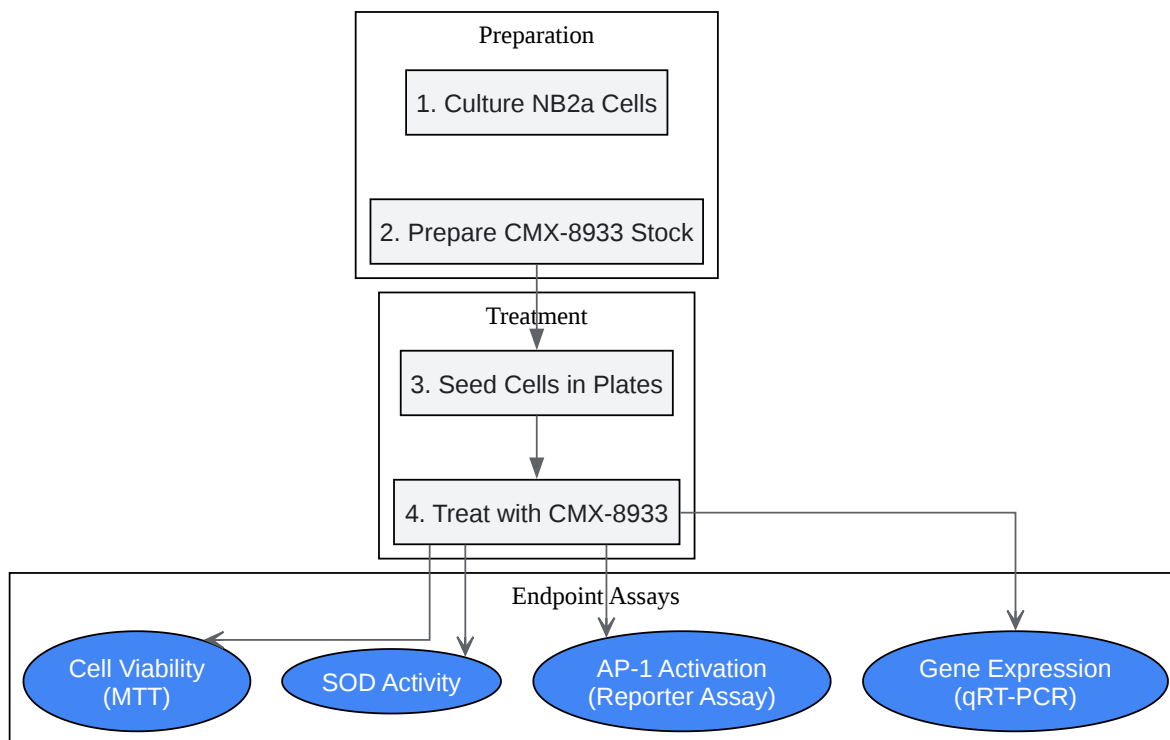 Preparation
1. Culture NB2a Cells
2. Prepare CMX-8933 Stock
Treatment
3. Seed Cells in Plates
4. Treat with CMX-8933
Endpoint Assays
Cell Viability
(MTT)
SOD Activity
AP-1 Activation
(Reporter Assay)
Gene Expression
(qRT-PCR)